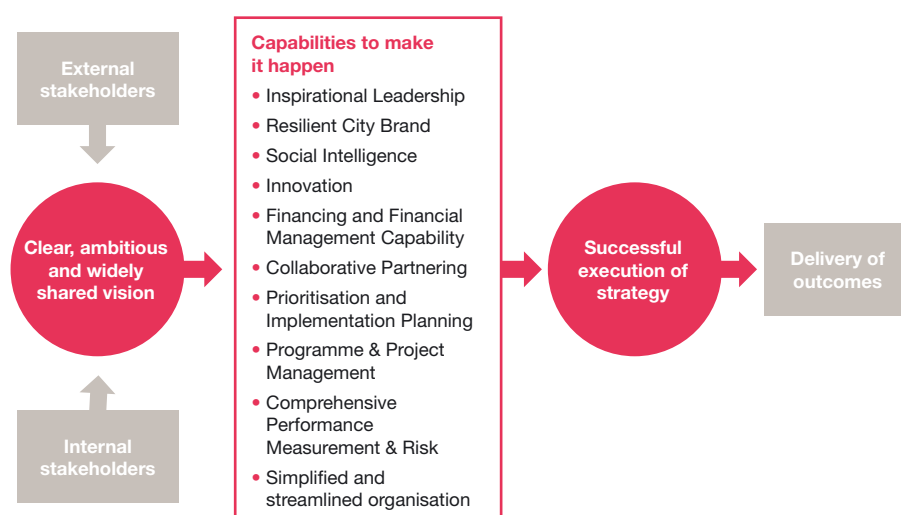 External
stakeholders
Clear, ambitious
and widely
shared vision
Internal
stakeholders
Capabilities to make
it happen
• Inspirational Leadership
• Resilient City Brand
• Social Intelligence
• Innovation
• Financing and Financial
Management Capability
• Collaborative Partnering
• Prioritisation and
Implementation Planning
• Programme & Project
Management
• Comprehensive
Performance
Measurement & Risk
• Simplified and
streamlined organisation
Successful
execution of
strategy
Delivery of
outcomes